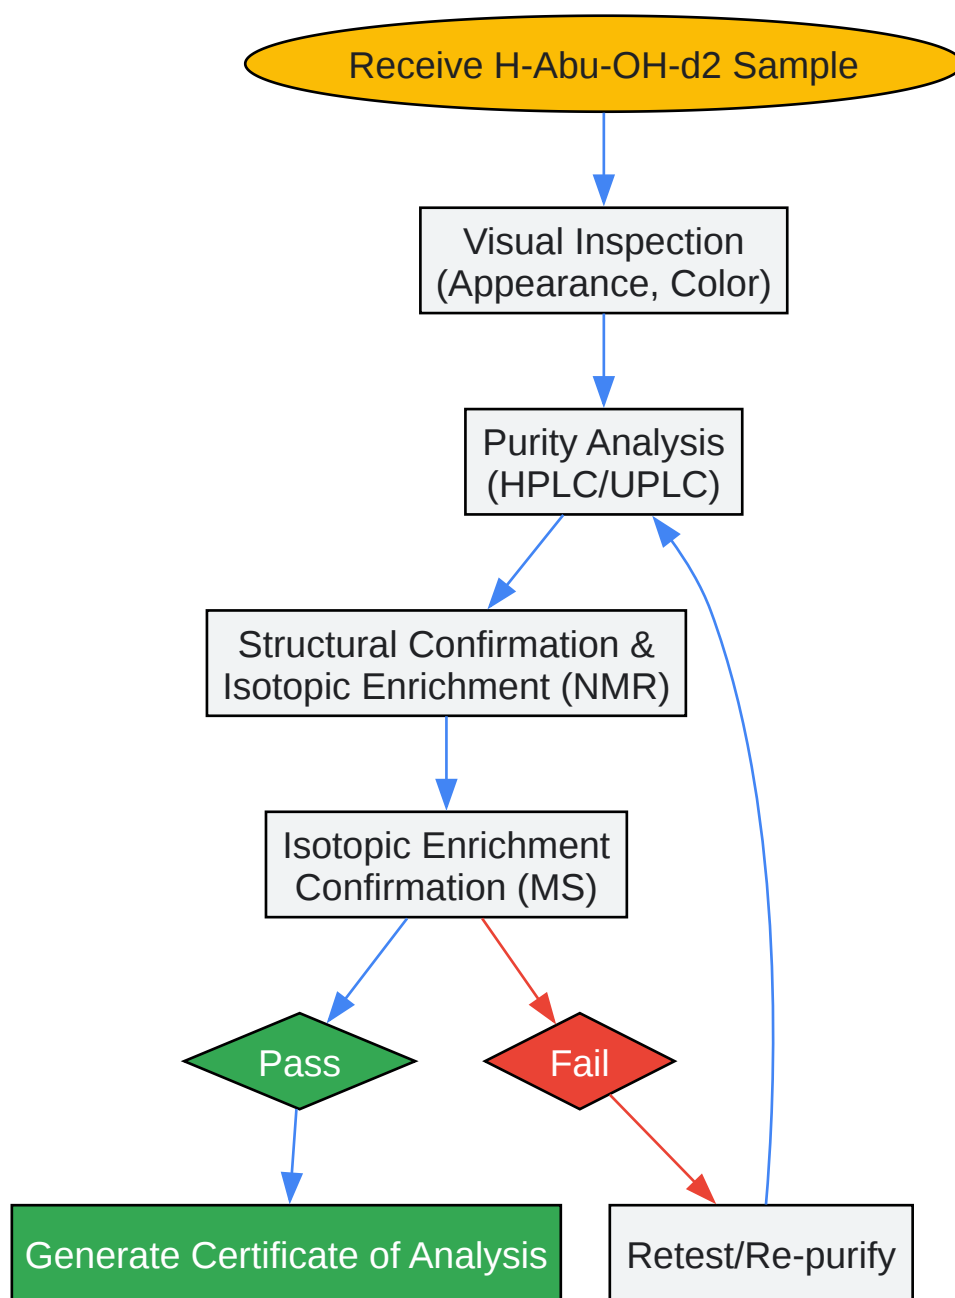 Receive H-Abu-OH-d2 Sample
Visual Inspection
(Appearance, Color)
Purity Analysis
(HPLC/UPLC)
Structural Confirmation &
Isotopic Enrichment (NMR)
Isotopic Enrichment
Confirmation (MS)
Pass
Fail
Generate Certificate of Analysis
Retest/Re-purify